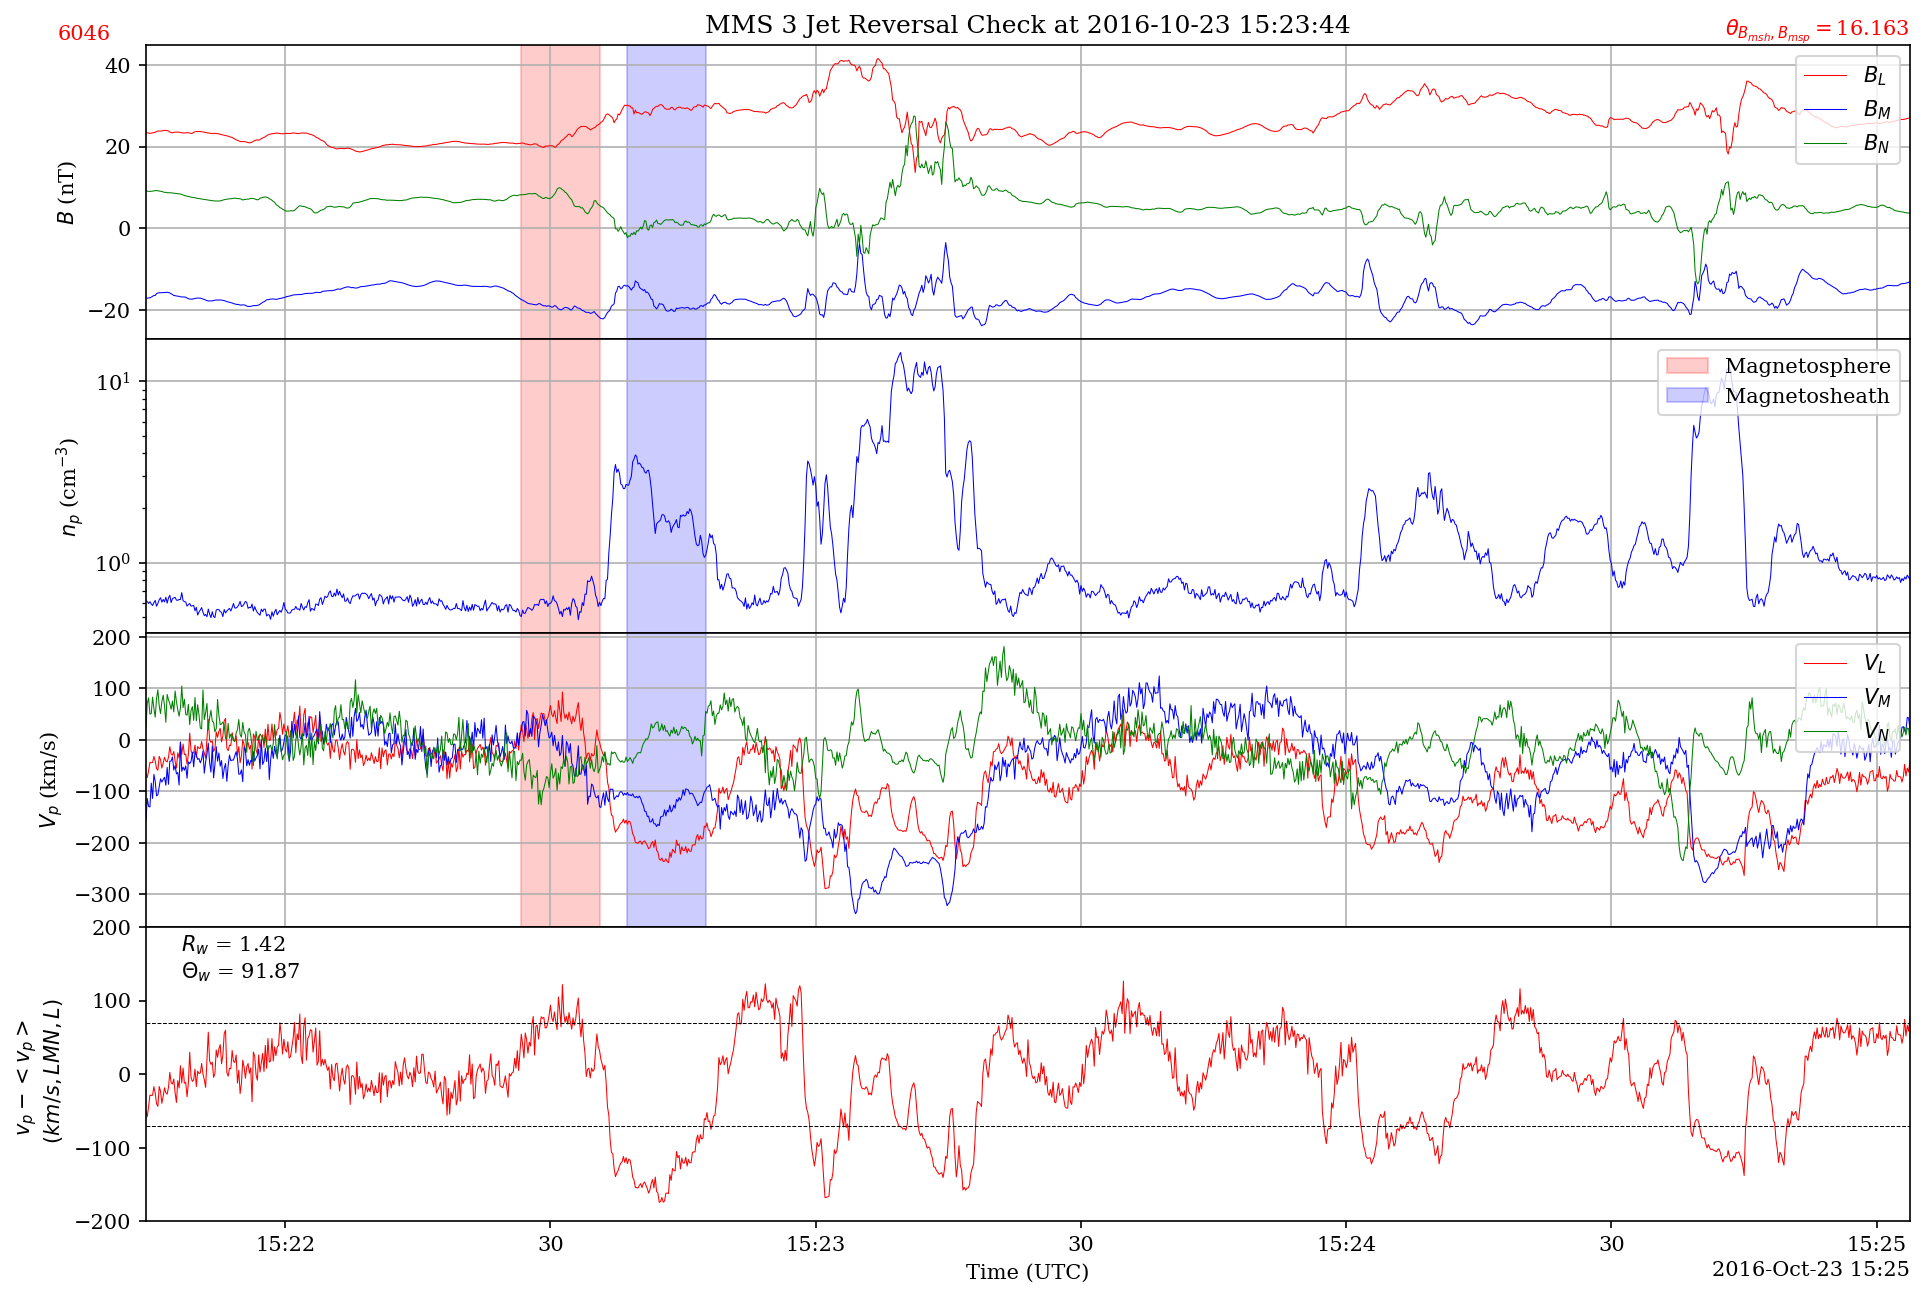 6046
MMS 3 Jet Reversal Check at 2016-10-23 15:23:44
θ_{B_{msh}, B_{msp}} = 16.163
40
20
0
−20
B (nT)
B_L
B_M
B_N
10^1
10^0
n_p (cm^{−3})
Magnetosphere
Magnetosheath
200
100
0
−100
−200
−300
V_p (km/s)
V_L
V_M
V_N
200
100
0
−100
−200
v_p − < v_p >
(km/s, LMN, L)
R_w = 1.42
Θ_w = 91.87
15:22
30
15:23
30
15:24
30
15:25
Time (UTC)
2016-Oct-23 15:25